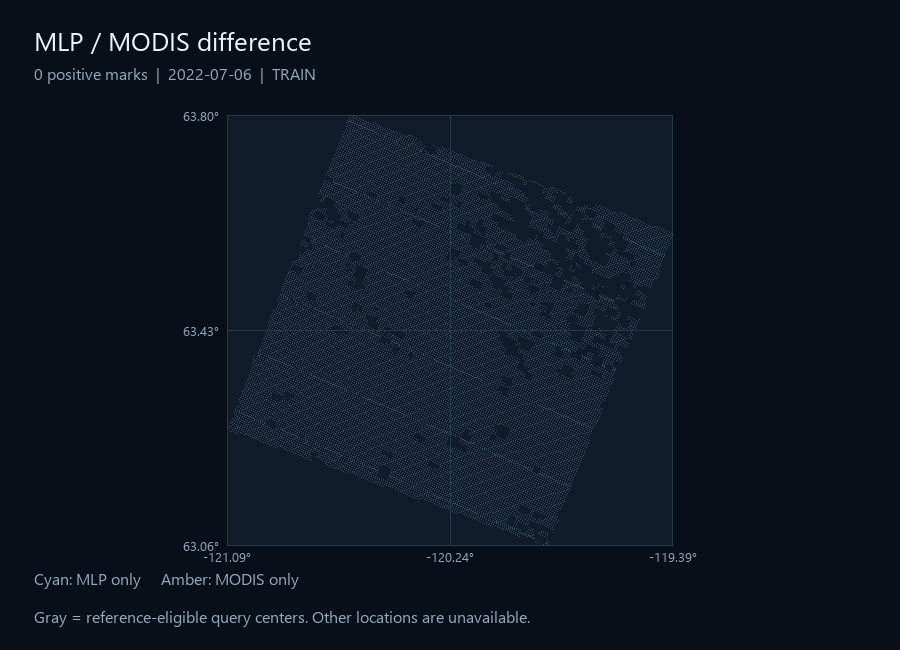 MLP / MODIS difference
0 positive marks | 2022-07-06 | TRAIN
63.80°
63.43°
63.06°
-121.09° -120.24° -119.39°
Cyan: MLP only Amber: MODIS only
Gray = reference-eligible query centers. Other locations are unavailable.